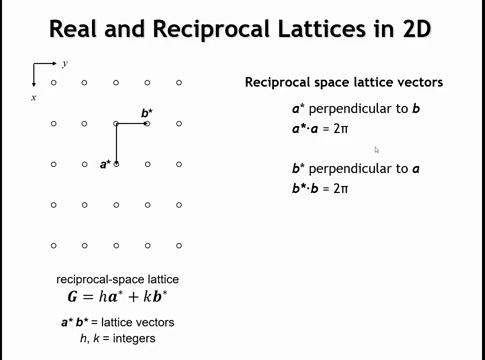 Real and Reciprocal Lattices in 2D
y
x
b*
a*
reciprocal-space lattice
G = ha* + kb*
a* b* = lattice vectors
h, k = integers
Reciprocal space lattice vectors
a* perpendicular to b
a*·a = 2π
b* perpendicular to a
b*·b = 2π